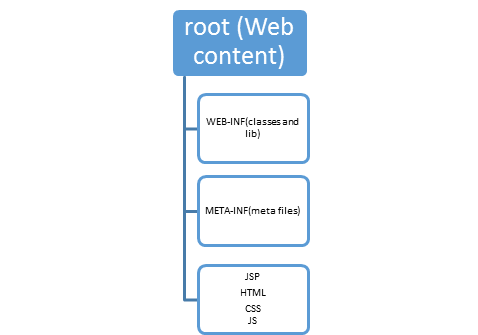 root (Web
content)
WEB-INF(classes and
lib)
META-INF(meta files)
JSP
HTML
CSS
JS